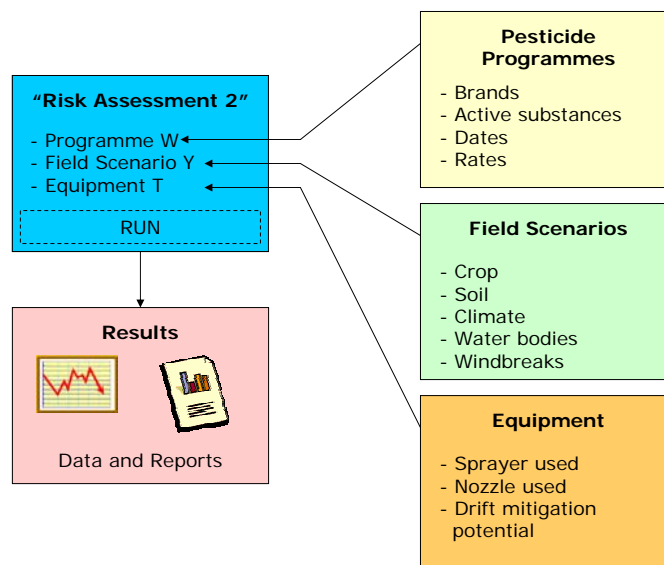 “Risk Assessment 2”
- Programme W
- Field Scenario Y
- Equipment T
RUN
Results
Data and Reports
Pesticide
Programmes
- Brands
- Active substances
- Dates
- Rates
Field Scenarios
- Crop
- Soil
- Climate
- Water bodies
- Windbreaks
Equipment
- Sprayer used
- Nozzle used
- Drift mitigation
potential